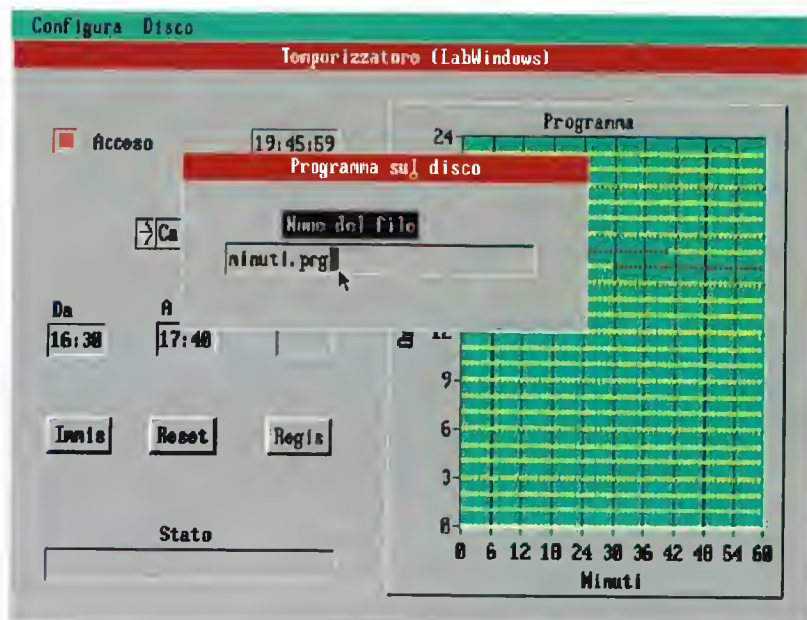 Configura Disco
Temporizzatore (LabWindows)
Acceso
19:45:59
Programma
24
Programma sul disco
Nome del file
minuti.prg
Ca
Da
A
16:30
17:40
12
9
6
3
0
Immis
Reset
Regis
Stato
0 6 12 18 24 30 36 42 48 54 60
Minuti